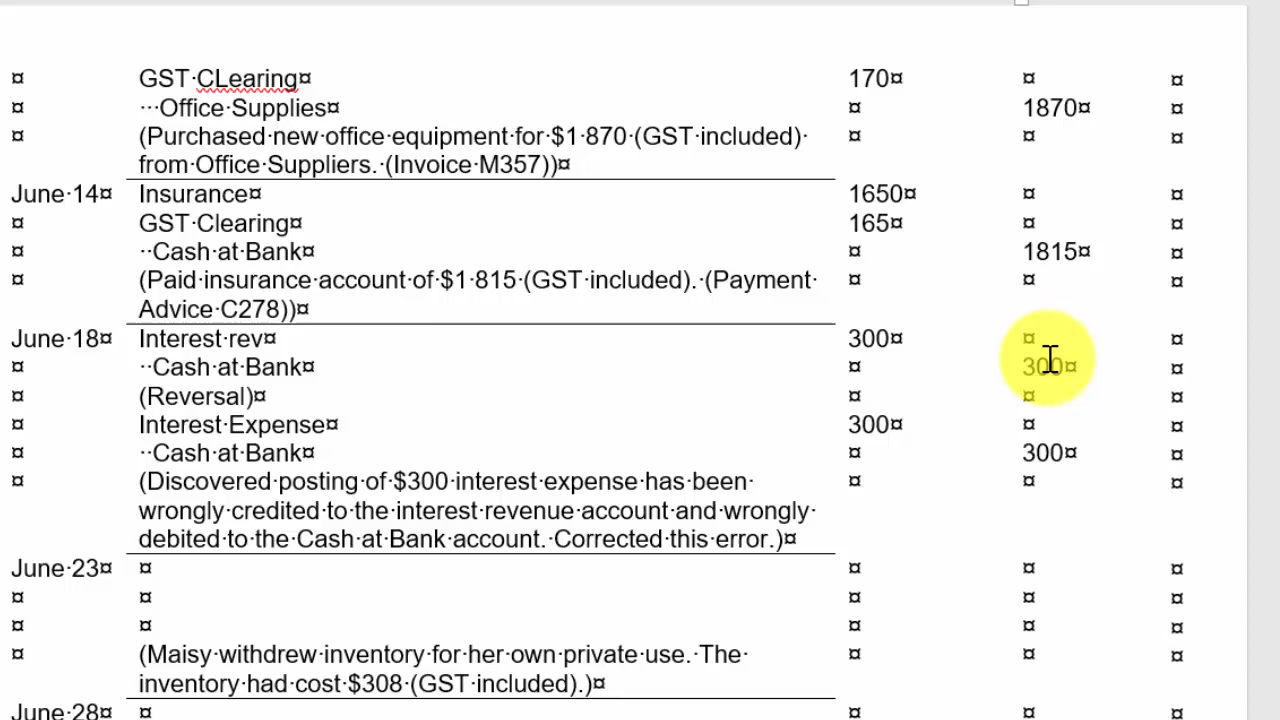 ¤ GST·CLearing¤ 170¤ ¤ ¤
¤ ···Office·Supplies¤ ¤ 1870¤ ¤
¤ (Purchased·new·office·equipment·for·$1·870·(GST·included)· ¤ ¤ ¤
from·Office·Suppliers.·(Invoice·M357))¤
June·14¤ Insurance¤ 1650¤ ¤ ¤
¤ GST·Clearing¤ 165¤ ¤ ¤
¤ ··Cash·at·Bank¤ ¤ 1815¤ ¤
¤ (Paid·insurance·account·of·$1·815·(GST·included).·(Payment· ¤ ¤ ¤
Advice·C278))¤
June·18¤ Interest·rev¤ 300¤ ¤ ¤
¤ ··Cash·at·Bank¤ ¤ 300¤ ¤
¤ (Reversal)¤ ¤ ¤ ¤
¤ Interest·Expense¤ 300¤ ¤ ¤
¤ ··Cash·at·Bank¤ ¤ 300¤ ¤
¤ (Discovered·posting·of·$300·interest·expense·has·been· ¤ ¤ ¤
wrongly·credited·to·the·interest·revenue·account·and·wrongly·
debited·to·the·Cash·at·Bank·account.·Corrected·this·error.)¤
June·23¤ ¤ ¤ ¤ ¤
¤ ¤ ¤ ¤ ¤
¤ ¤ ¤ ¤ ¤
¤ (Maisy·withdrew·inventory·for·her·own·private·use.·The· ¤ ¤ ¤
inventory·had·cost·$308·(GST·included).)¤
June·28¤ ¤ ¤ ¤ ¤